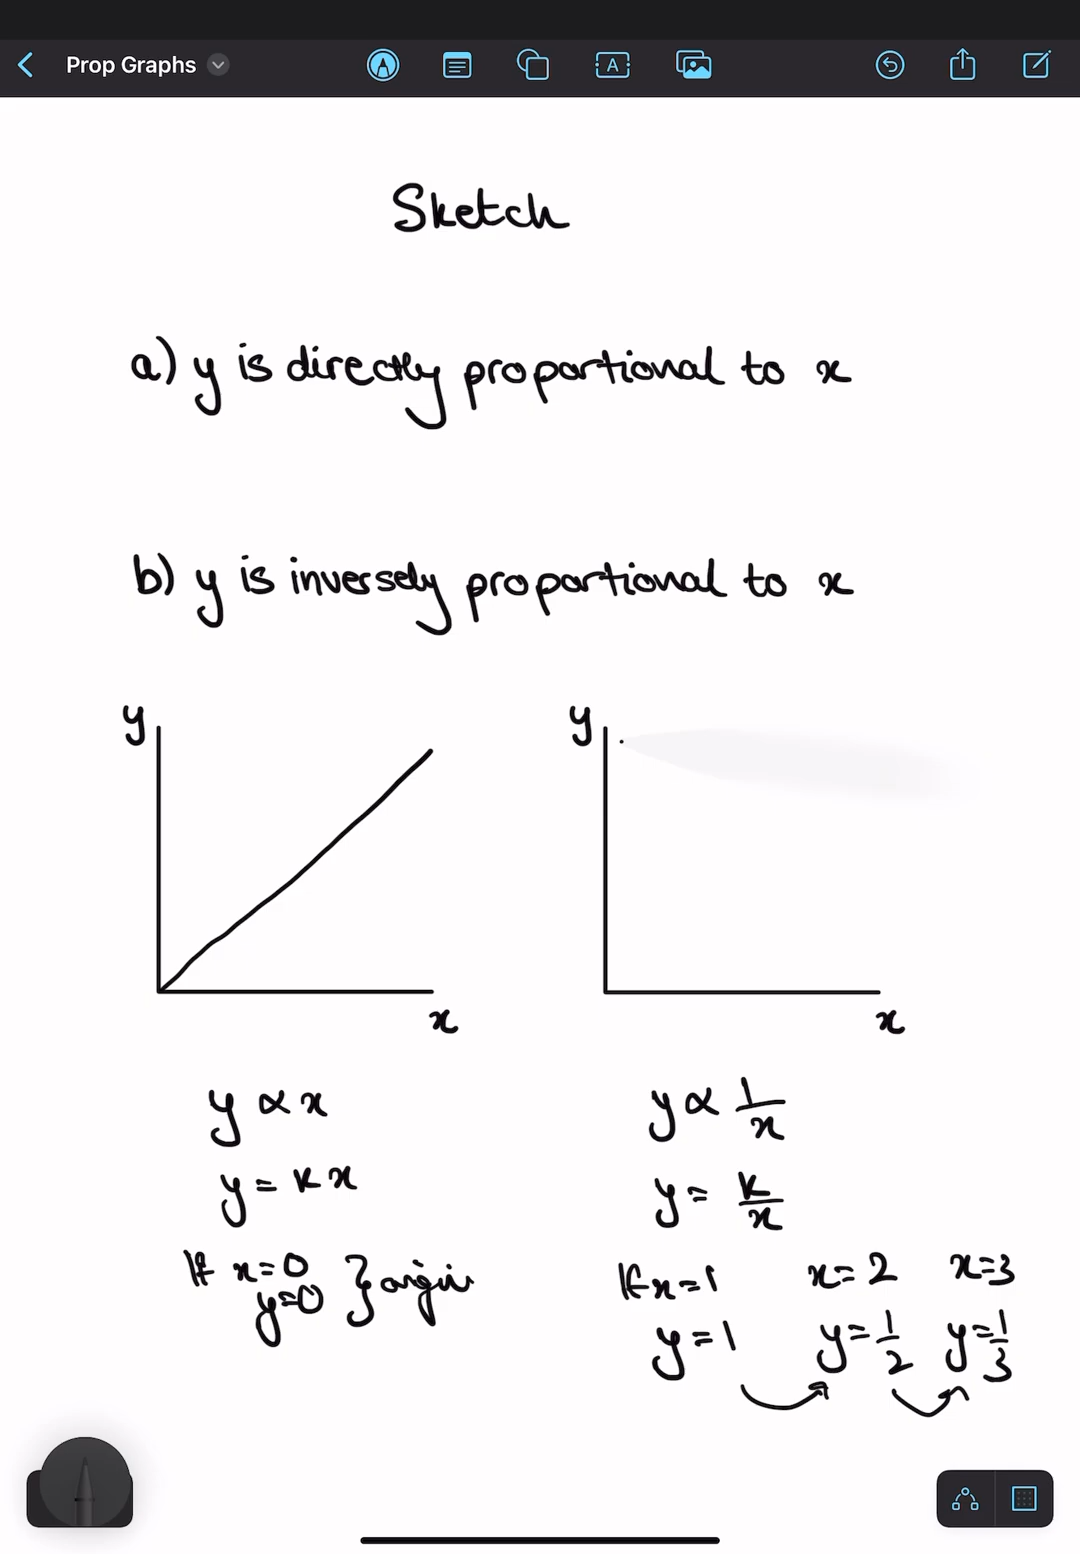 Prop Graphs
Sketch
a) y is directly proportional to x
b) y is inversely proportional to x
y
x
y
x
y ∝ x
y = kx
If x=0
y=0 } origin
y ∝ 1/x
y = k/x
If x=1 x=2 x=3
y=1 y=1/2 y=1/3